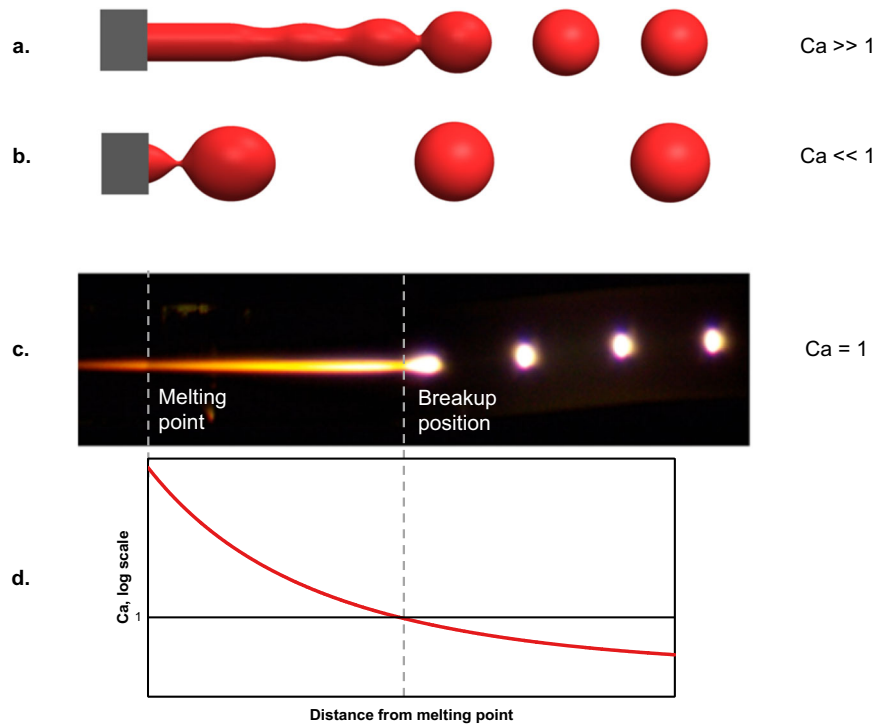 a.
Ca >> 1
b.
Ca << 1
c.
Melting
point
Breakup
position
Ca = 1
d.
Ca, log scale
1
Distance from melting point